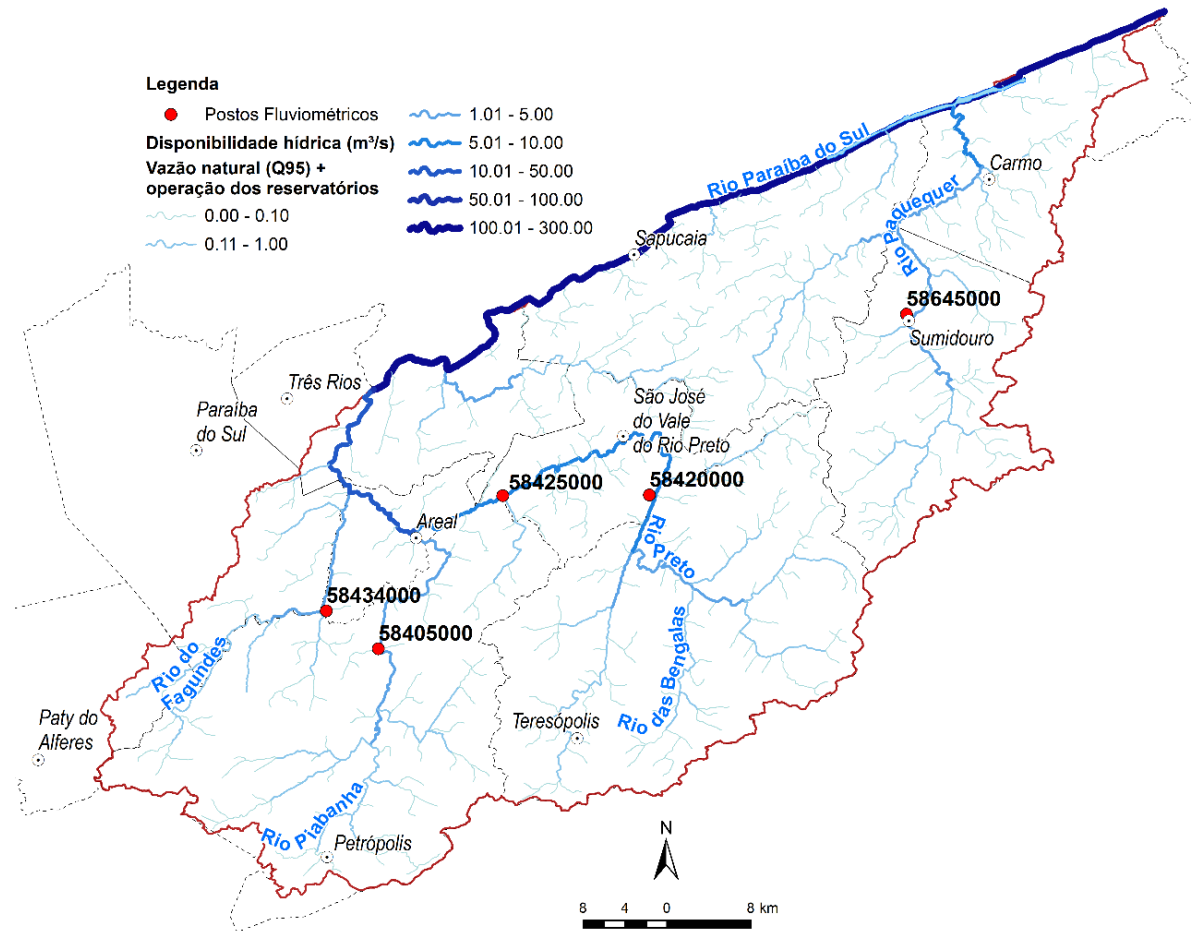 Legenda
Postos Fluviométricos
Disponibilidade hídrica (m³/s)
Vazão natural (Q95) +
operação dos reservatórios
0.00 - 0.10
0.11 - 1.00
1.01 - 5.00
5.01 - 10.00
10.01 - 50.00
50.01 - 100.00
100.01 - 300.00
Rio Paraíba do Sul
Carmo
Rio Paquequer
Sapucaia
58645000
Sumidouro
Três Rios
Paraíba
do Sul
São José
do Vale
do Rio Preto
58425000
58420000
Areal
Rio
Preto
58434000
58405000
Rio do
Fagundes
Rio das Bengalas
Paty do
Alferes
Teresópolis
Rio Piabanha
Petrópolis
N
8 4 0 8 km